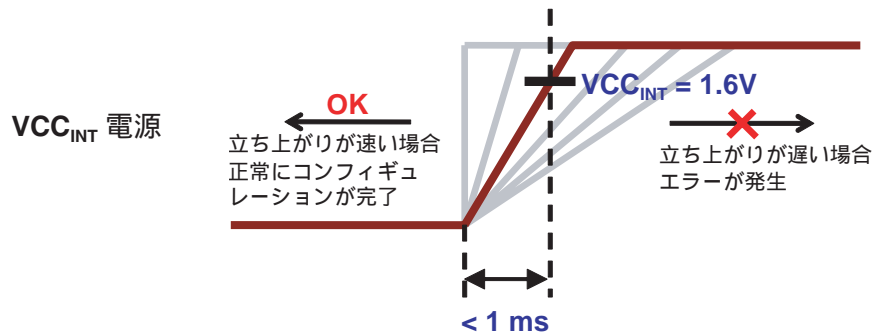 VCC_INT = 1.6V
OK
VCC_INT 電源
立ち上がりが速い場合
正常にコンフィギュ
レーションが完了
立ち上がりが遅い場合
エラーが発生
< 1 ms